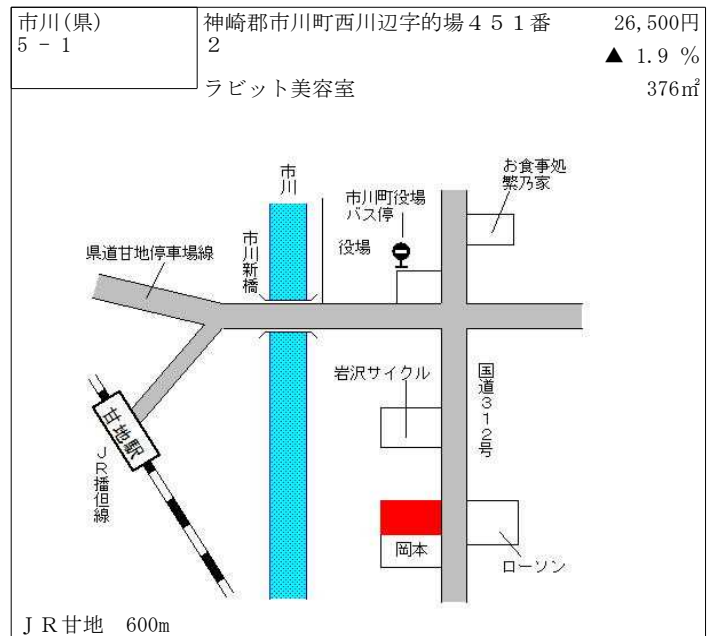 市川(県)
5 - 1
神崎郡市川町西川辺字的場４５１番
２
ラビット美容室
26,500円
▲ 1.9 %
376㎡
お食事処
繁乃家
市川
市川町役場
バス停
役場
市川新橋
県道甘地停車場線
岩沢サイクル
国道３１２号
甘地駅
ＪＲ播但線
岡本
ローソン
ＪＲ甘地　600m